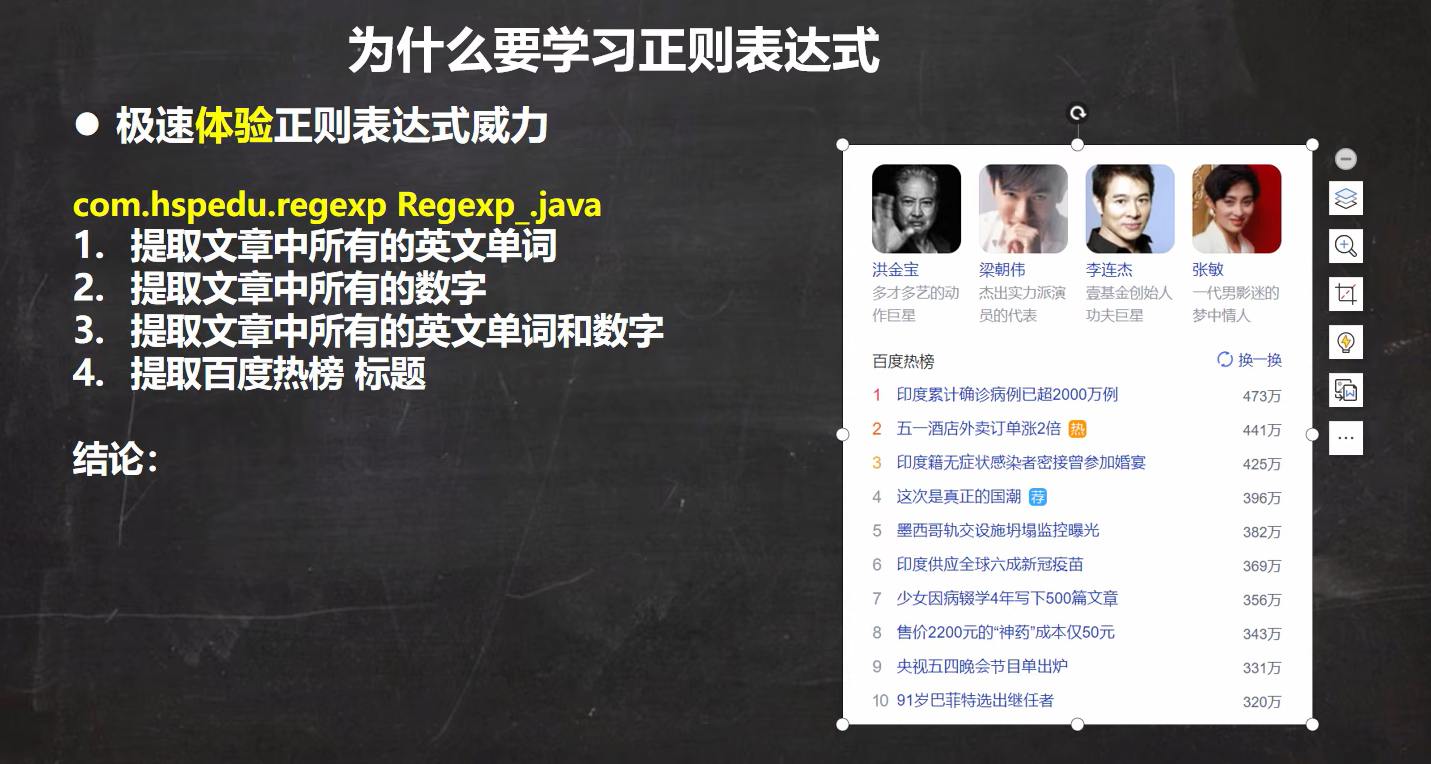 为什么要学习正则表达式
● 极速体验正则表达式威力
com.hspedu.regexp Regexp_.java
1. 提取文章中所有的英文单词
2. 提取文章中所有的数字
3. 提取文章中所有的英文单词和数字
4. 提取百度热榜 标题
结论：
洪金宝 梁朝伟 李连杰 张敏
多才多艺的动 杰出实力派演 壹基金创始人 一代男影迷的
作巨星 员的代表 功夫巨星 梦中情人
百度热榜 换一换
1 印度累计确诊病例已超2000万例 473万
2 五一酒店外卖订单涨2倍 热 441万
3 印度籍无症状感染者密接曾参加婚宴 425万
4 这次是真正的国潮 荐 396万
5 墨西哥轨交设施坍塌监控曝光 382万
6 印度供应全球六成新冠疫苗 369万
7 少女因病辍学4年写下500篇文章 356万
8 售价2200元的“神药”成本仅50元 343万
9 央视五四晚会节目单出炉 331万
10 91岁巴菲特选出继任者 320万